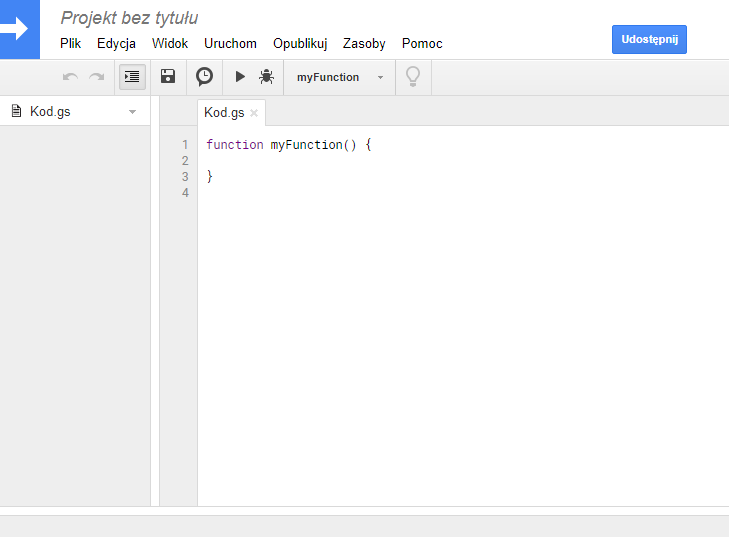 Projekt bez tytułu
Plik Edycja Widok Uruchom Opublikuj Zasoby Pomoc
Udostępnij
myFunction
Kod.gs
Kod.gs
1 function myFunction() {
2
3 }
4